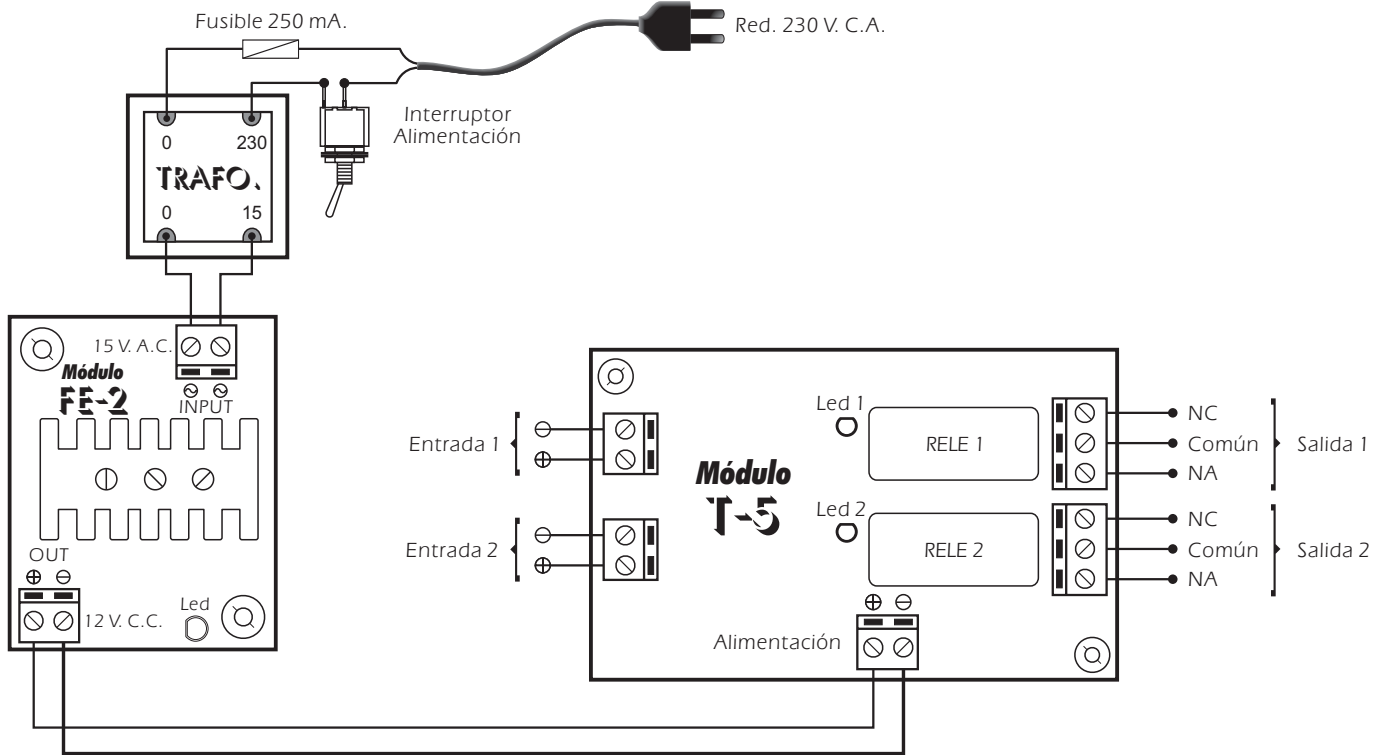 Fusible 250 mA.
Red. 230 V. C.A.
Interruptor
Alimentación
0 230
TRAFO.
0 15
15 V. A.C.
Módulo
FE-2
INPUT
OUT
12 V. C.C.
Led
Entrada 1
Entrada 2
Módulo
T-5
Led 1
RELE 1
Led 2
RELE 2
Alimentación
NC
Común
NA
Salida 1
NC
Común
NA
Salida 2